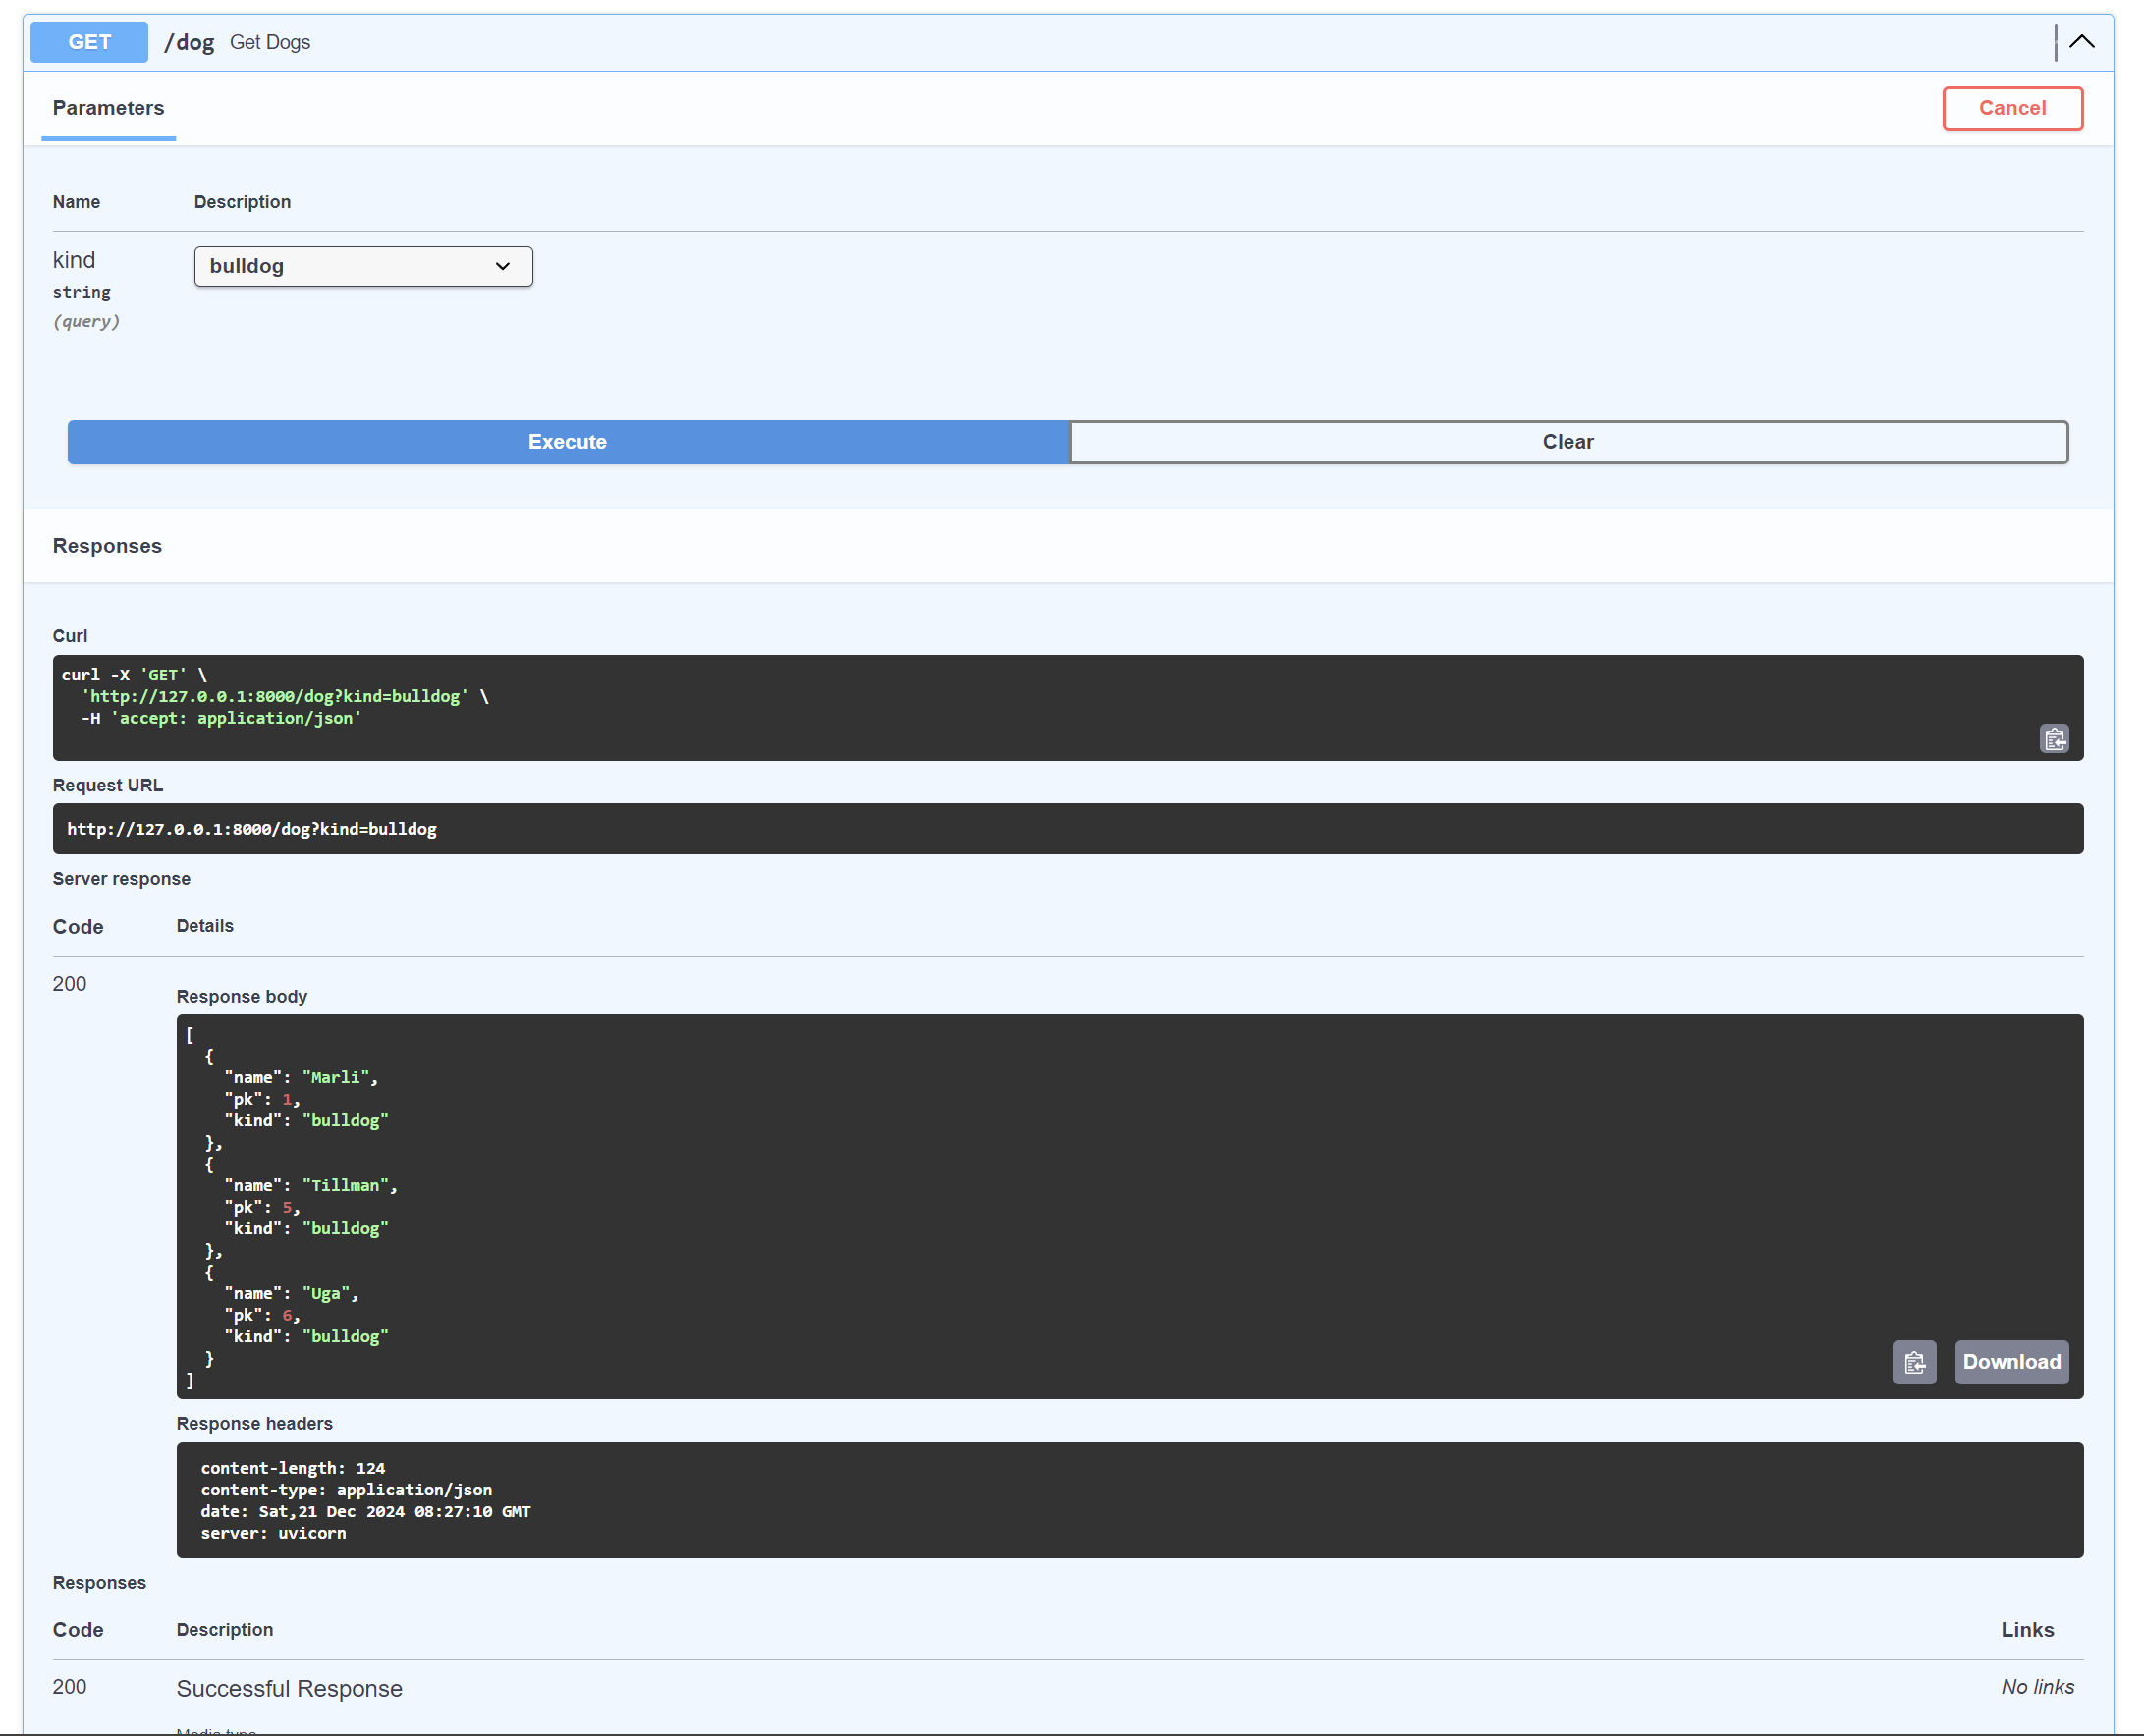 GET /dog Get Dogs
Parameters
Cancel
Name Description
kind
bulldog
string
(query)
Execute Clear
Responses
Curl
curl -X 'GET' \
  'http://127.0.0.1:8000/dog?kind=bulldog' \
  -H 'accept: application/json'
Request URL
http://127.0.0.1:8000/dog?kind=bulldog
Server response
Code Details
200
Response body
[
  {
    "name": "Marli",
    "pk": 1,
    "kind": "bulldog"
  },
  {
    "name": "Tillman",
    "pk": 5,
    "kind": "bulldog"
  },
  {
    "name": "Uga",
    "pk": 6,
    "kind": "bulldog"
  }
]
Download
Response headers
content-length: 124
content-type: application/json
date: Sat,21 Dec 2024 08:27:10 GMT
server: uvicorn
Responses
Code Description Links
200 Successful Response No links
Media type